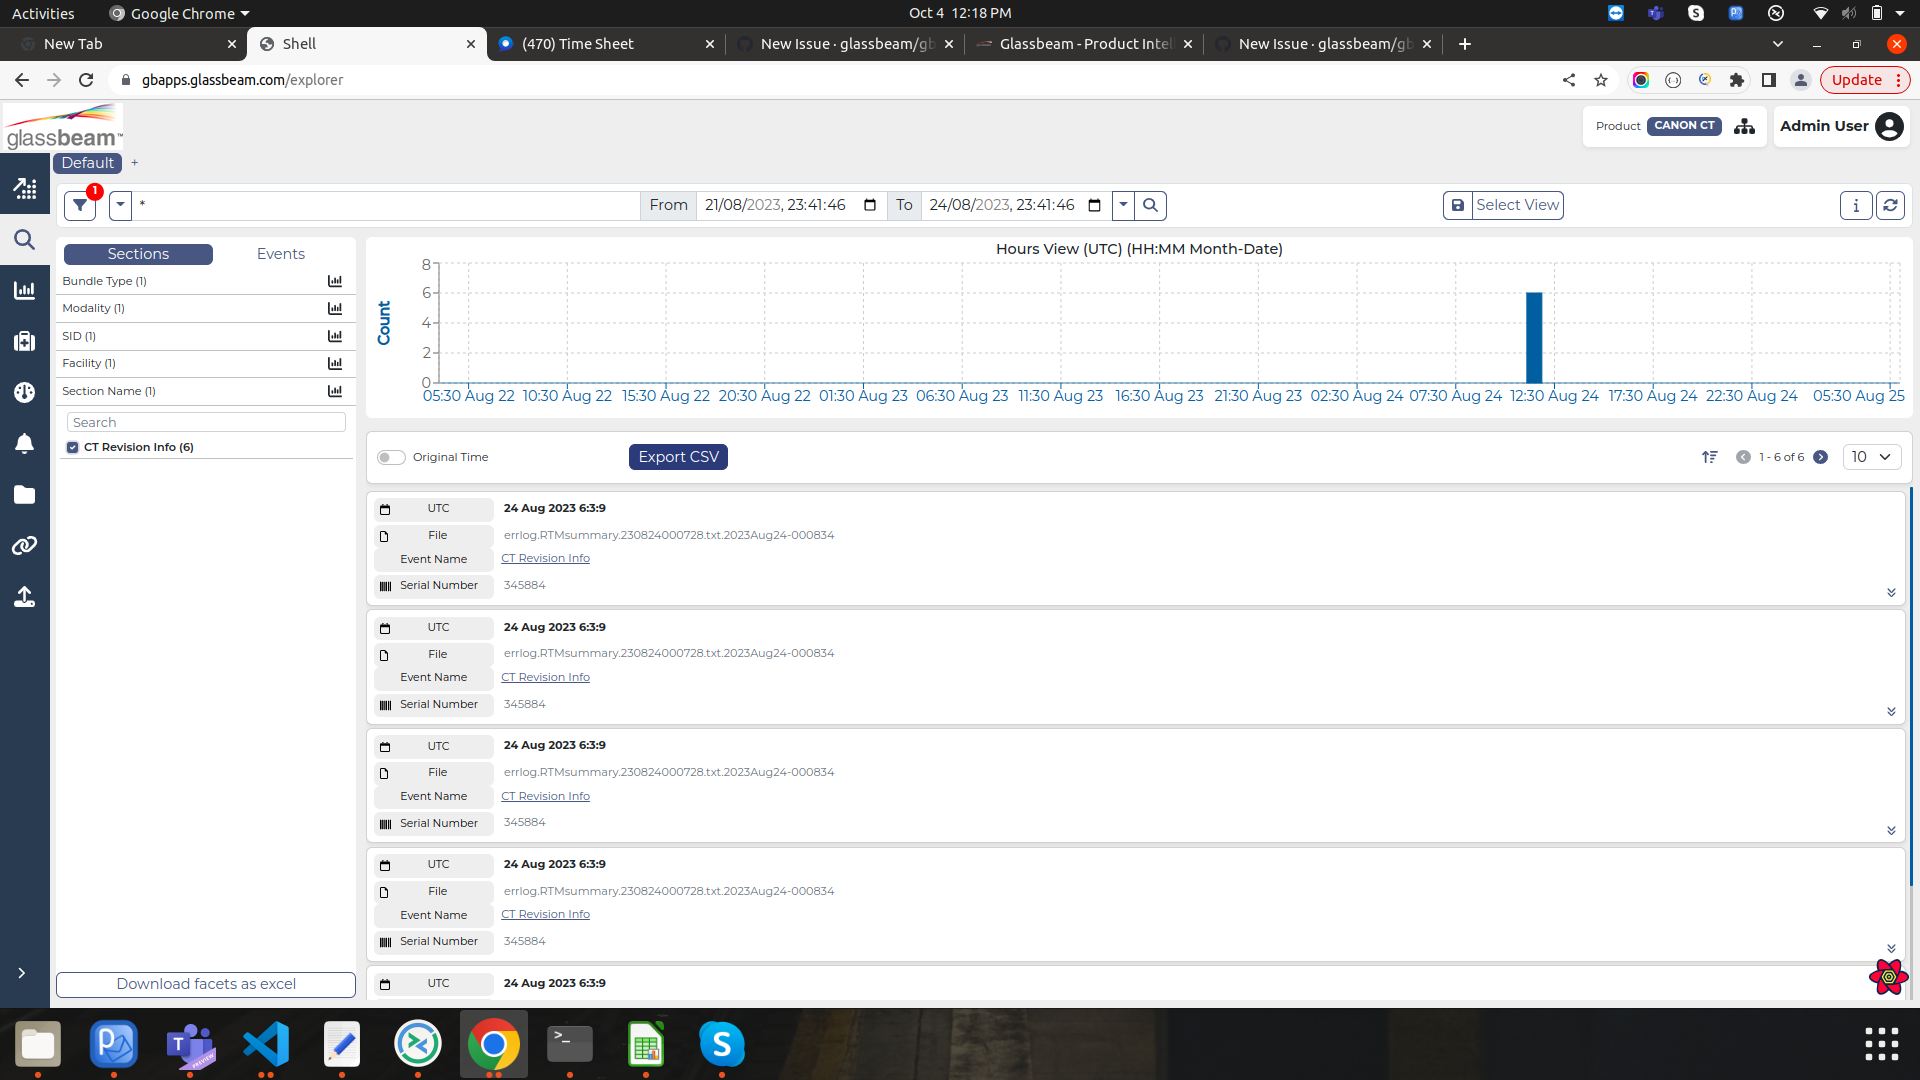 Activities
Google Chrome
Oct 4 12:18 PM
New Tab
Shell
(470) Time Sheet
New Issue · glassbeam/gb
Glassbeam - Product Intel
New Issue · glassbeam/gb
gbapps.glassbeam.com/explorer
Update
glassbeam™
Product CANON CT
Admin User
Default +
1
*
From 21/08/2023, 23:41:46
To 24/08/2023, 23:41:46
Select View
i
Sections Events
Bundle Type (1)
Modality (1)
SID (1)
Facility (1)
Section Name (1)
Search
CT Revision Info (6)
Download facets as excel
Hours View (UTC) (HH:MM Month-Date)
Count
8
6
4
2
0
05:30 Aug 22 10:30 Aug 22 15:30 Aug 22 20:30 Aug 22 01:30 Aug 23 06:30 Aug 23 11:30 Aug 23 16:30 Aug 23 21:30 Aug 23 02:30 Aug 24 07:30 Aug 24 12:30 Aug 24 17:30 Aug 24 22:30 Aug 24 05:30 Aug 25
Original Time
Export CSV
1 - 6 of 6
10
UTC 24 Aug 2023 6:3:9
File errlog.RTMsummary.230824000728.txt.2023Aug24-000834
Event Name CT Revision Info
Serial Number 345884
UTC 24 Aug 2023 6:3:9
File errlog.RTMsummary.230824000728.txt.2023Aug24-000834
Event Name CT Revision Info
Serial Number 345884
UTC 24 Aug 2023 6:3:9
File errlog.RTMsummary.230824000728.txt.2023Aug24-000834
Event Name CT Revision Info
Serial Number 345884
UTC 24 Aug 2023 6:3:9
File errlog.RTMsummary.230824000728.txt.2023Aug24-000834
Event Name CT Revision Info
Serial Number 345884
UTC 24 Aug 2023 6:3:9